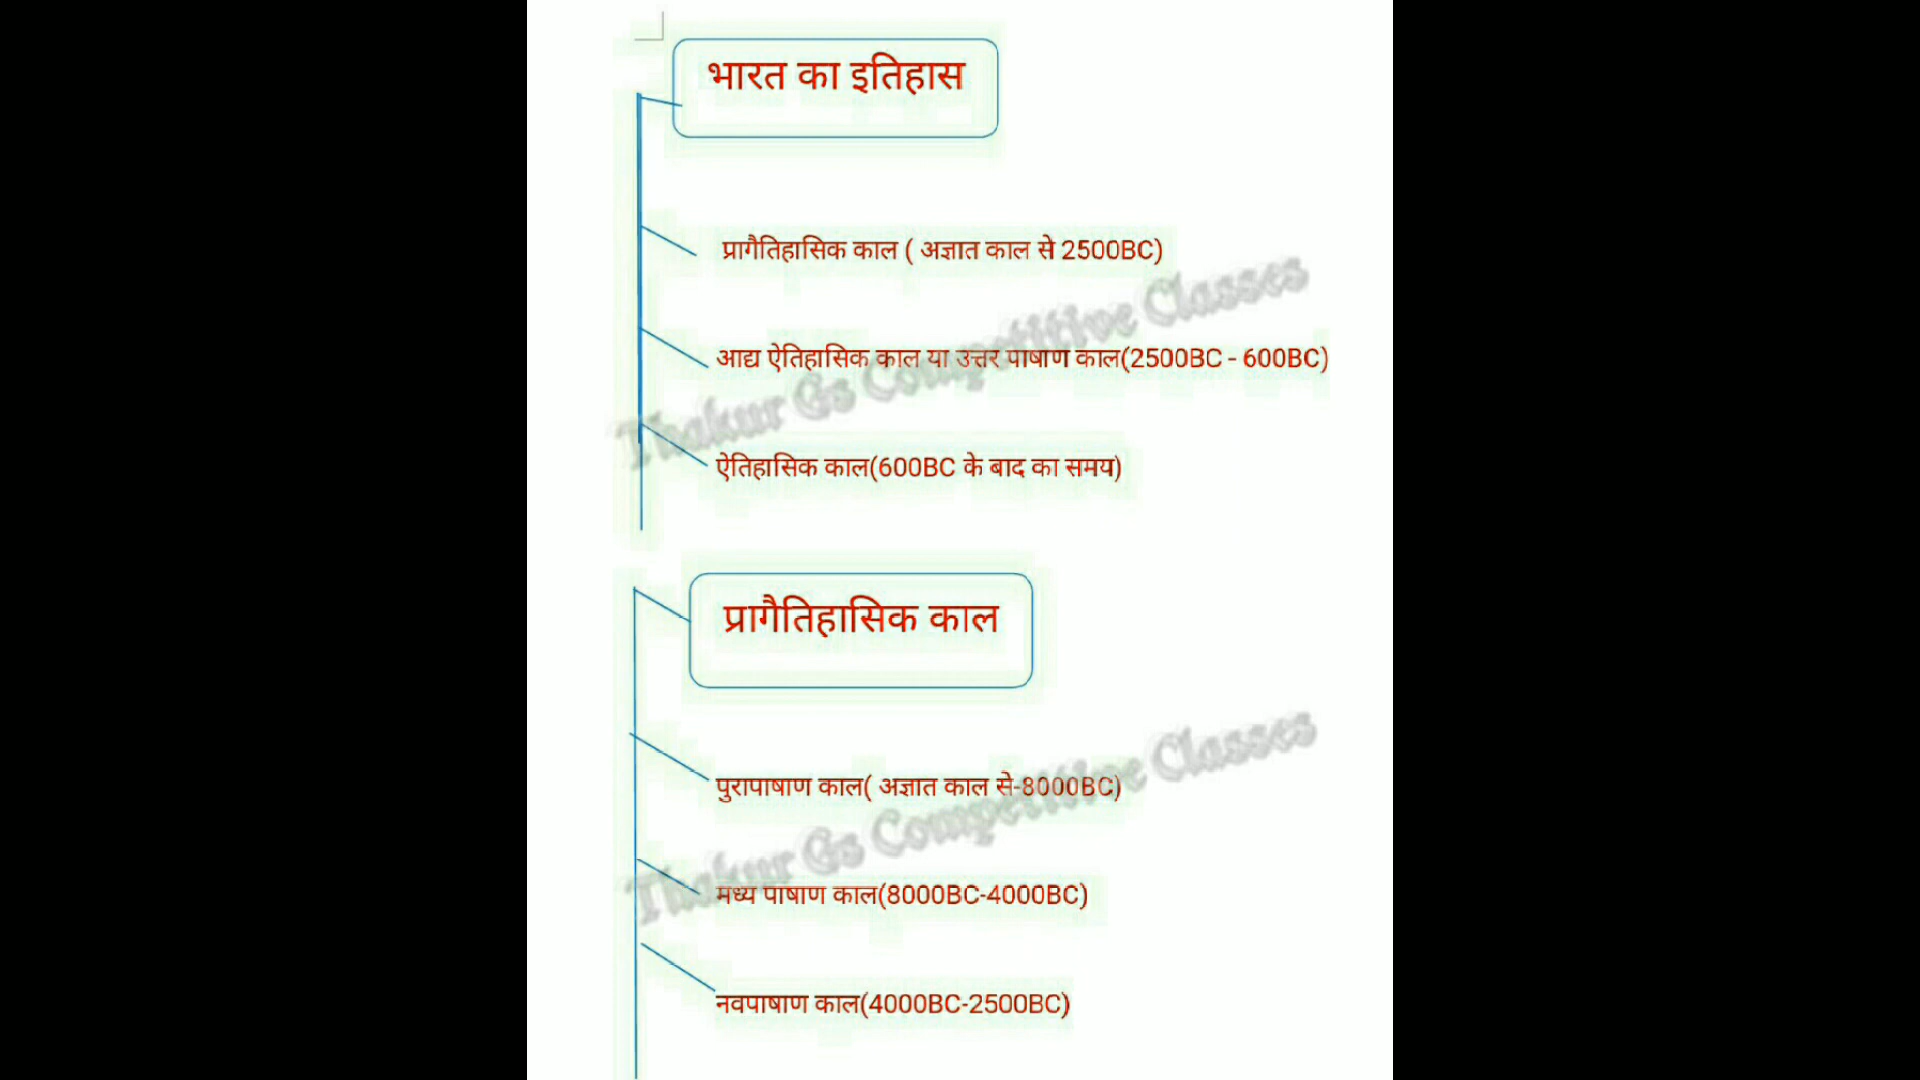 भारत का इतिहास
प्रागैतिहासिक काल ( अज्ञात काल से 2500BC)
आद्य ऐतिहासिक काल या उत्तर पाषाण काल(2500BC - 600BC)
ऐतिहासिक काल(600BC के बाद का समय)
Thakur Gs Competitive Classes
प्रागैतिहासिक काल
पुरापाषाण काल( अज्ञात काल से-8000BC)
मध्य पाषाण काल(8000BC-4000BC)
नवपाषाण काल(4000BC-2500BC)
Thakur Gs Competitive Classes